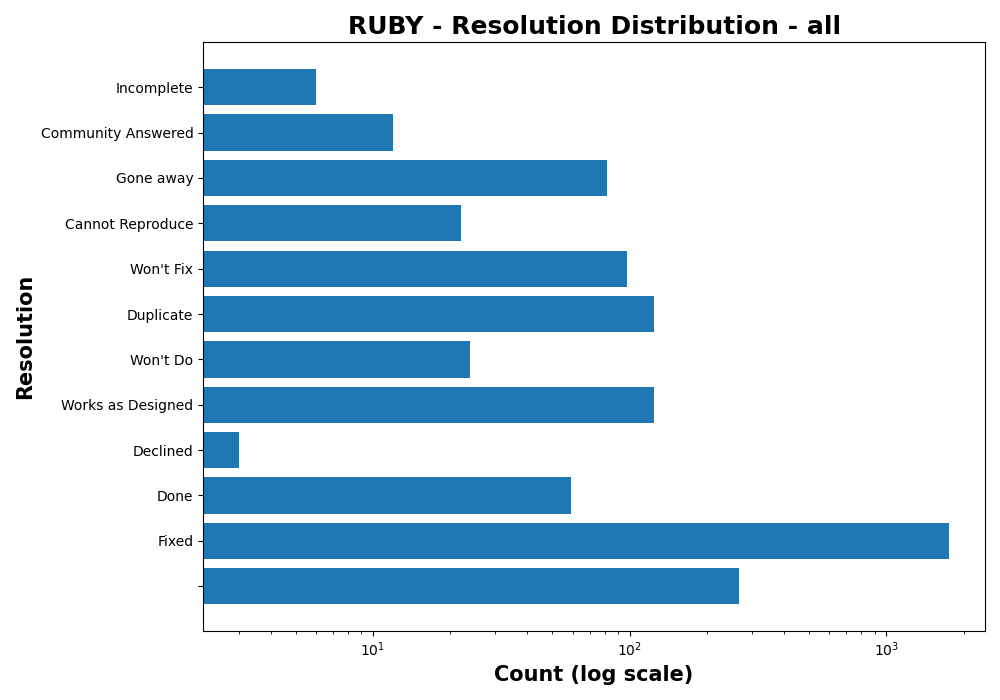 RUBY - Resolution Distribution - all
Resolution
Incomplete
Community Answered
Gone away
Cannot Reproduce
Won't Fix
Duplicate
Won't Do
Works as Designed
Declined
Done
Fixed
10¹ 10² 10³
Count (log scale)